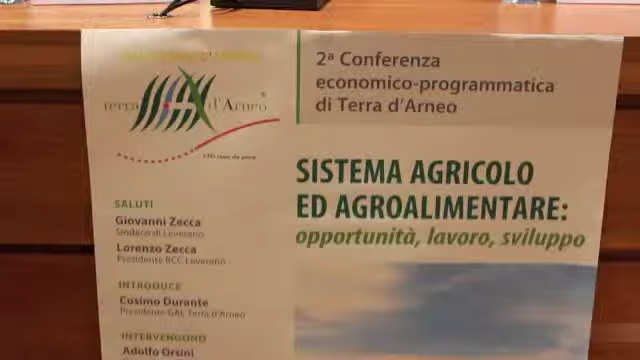 terra d'Arneo
SALUTI
Giovanni Zecca
Sindaco di Leverano
Lorenzo Zecca
Presidente BCC Leverano
INTRODUCE
Cosimo Durante
Presidente GAL Terra d'Arneo
INTERVENGONO
Adolfo Orsini
2ª Conferenza
economico-programmatica
di Terra d'Arneo
SISTEMA AGRICOLO
ED AGROALIMENTARE:
opportunità, lavoro, sviluppo